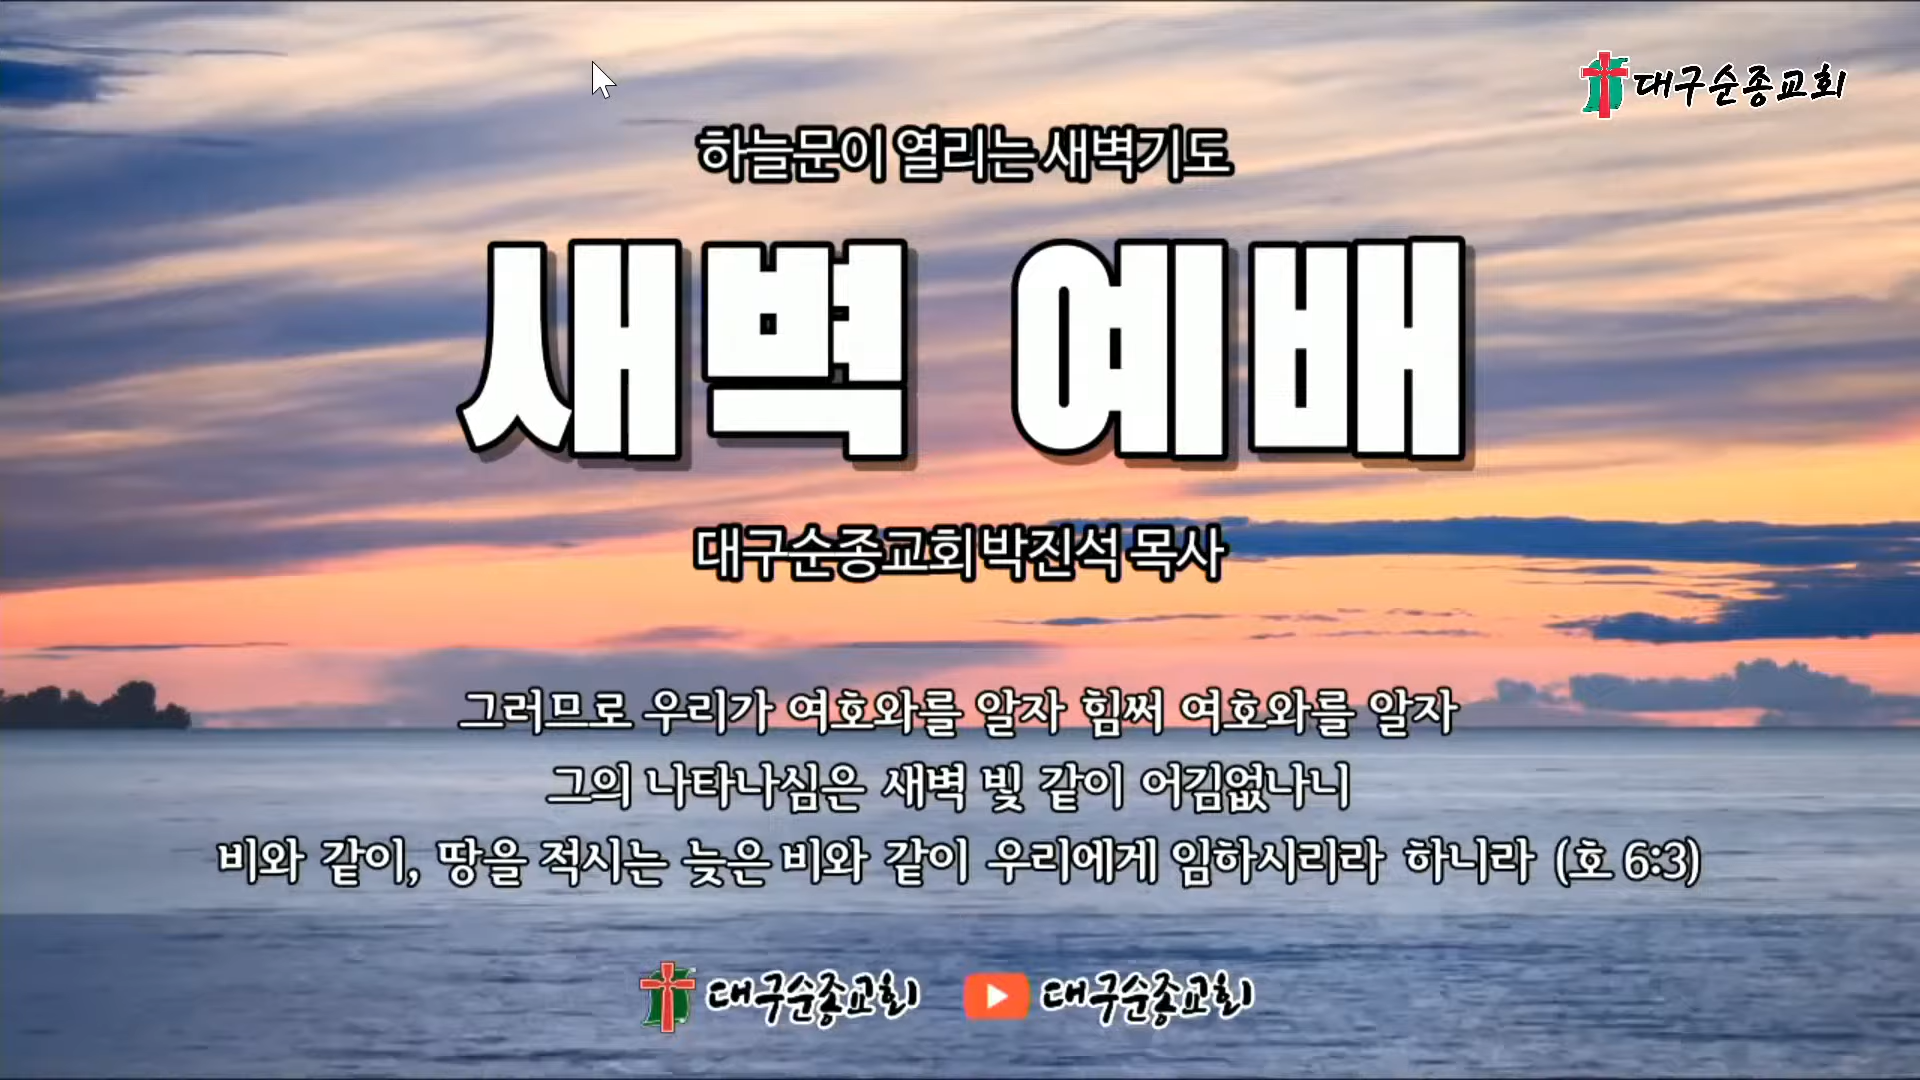 대구순종교회
하늘문이 열리는 새벽기도
새벽 예배
대구순종교회 박진석 목사
그러므로 우리가 여호와를 알자 힘써 여호와를 알자
그의 나타나심은 새벽 빛 같이 어김없나니
비와 같이, 땅을 적시는 늦은 비와 같이 우리에게 임하시리라 하니라 (호 6:3)
대구순종교회 대구순종교회